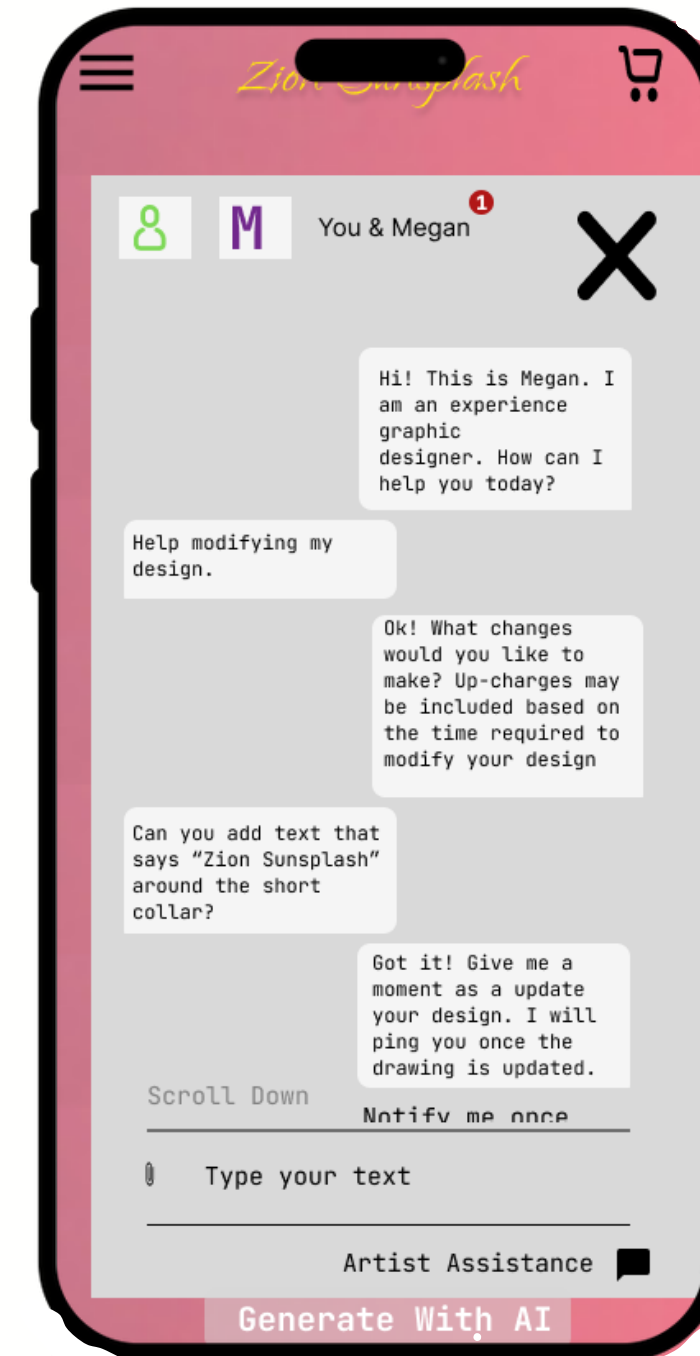 Zion Sunsplash
M
You & Megan
1
Hi! This is Megan. I
am an experience
graphic
designer. How can I
help you today?
Help modifying my
design.
Ok! What changes
would you like to
make? Up-charges may
be included based on
the time required to
modify your design
Can you add text that
says “Zion Sunsplash”
around the short
collar?
Got it! Give me a
moment as a update
your design. I will
ping you once the
drawing is updated.
Scroll Down
Notify me once
Type your text
Artist Assistance
Generate With AI